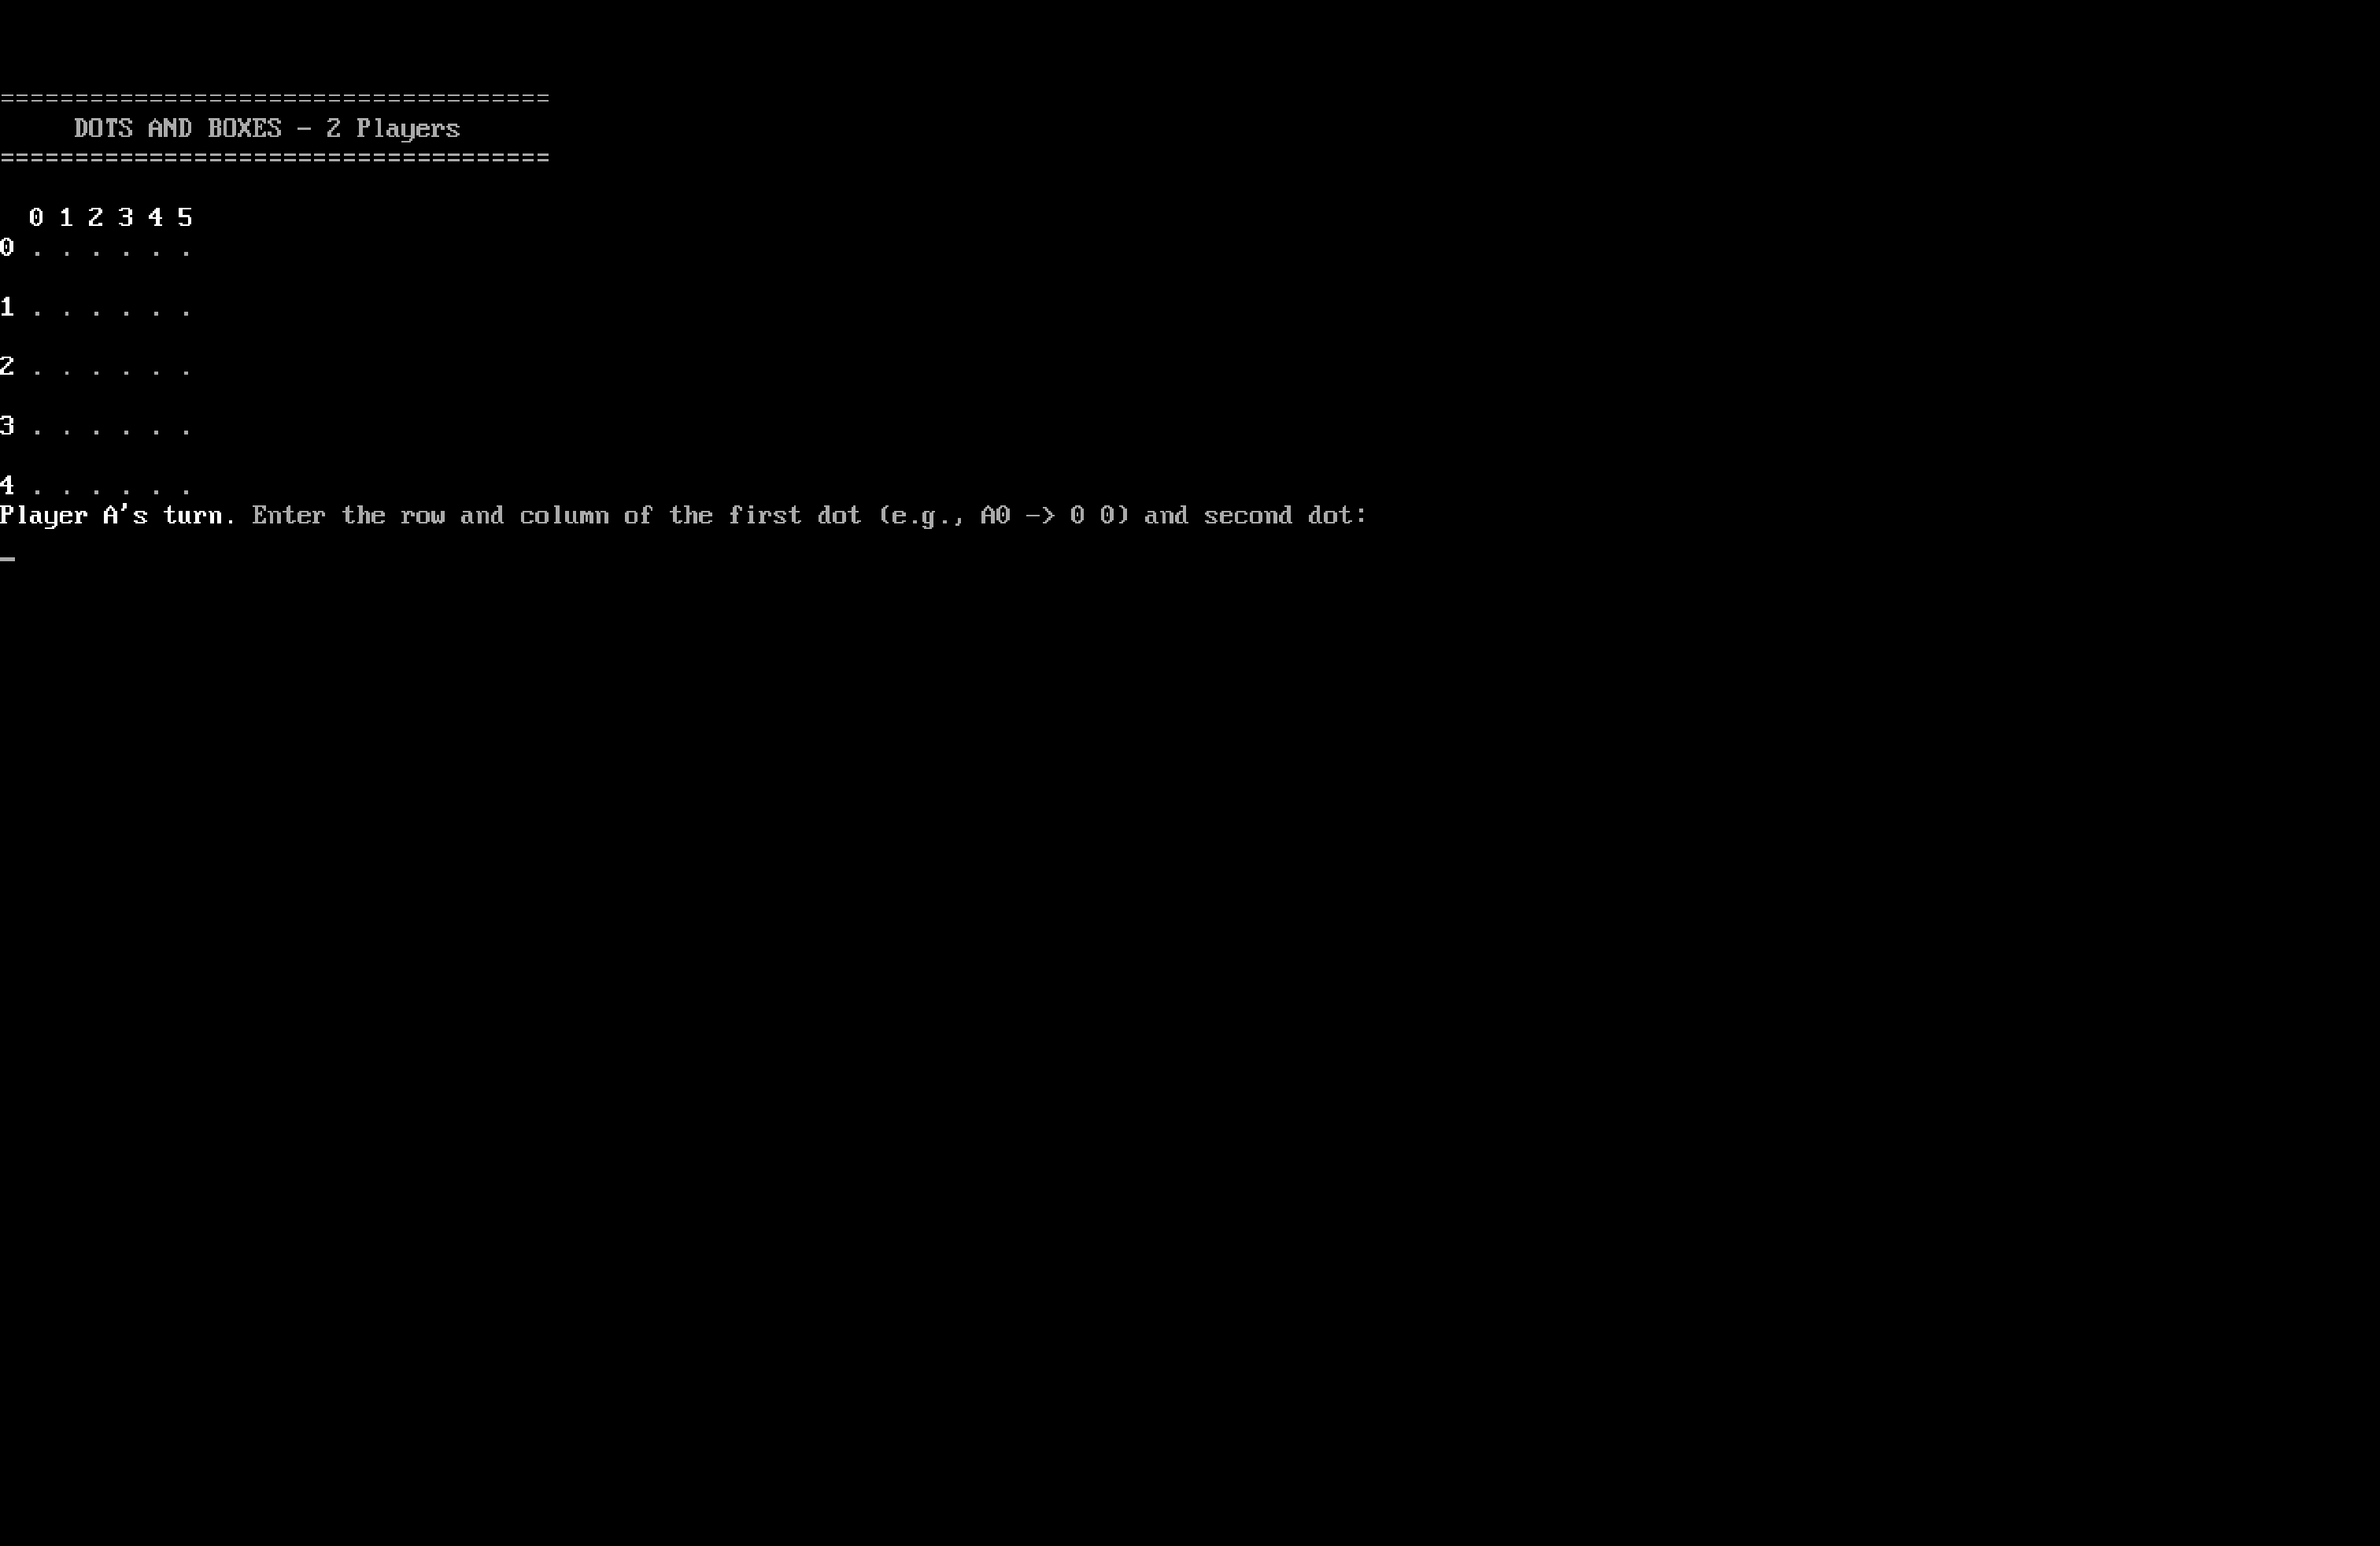 =====================================
     DOTS AND BOXES - 2 Players
=====================================

  0 1 2 3 4 5
0 . . . . . .

1 . . . . . .

2 . . . . . .

3 . . . . . .

4 . . . . . .
Player A's turn. Enter the row and column of the first dot (e.g., A0 -> 0 0) and second dot:
_